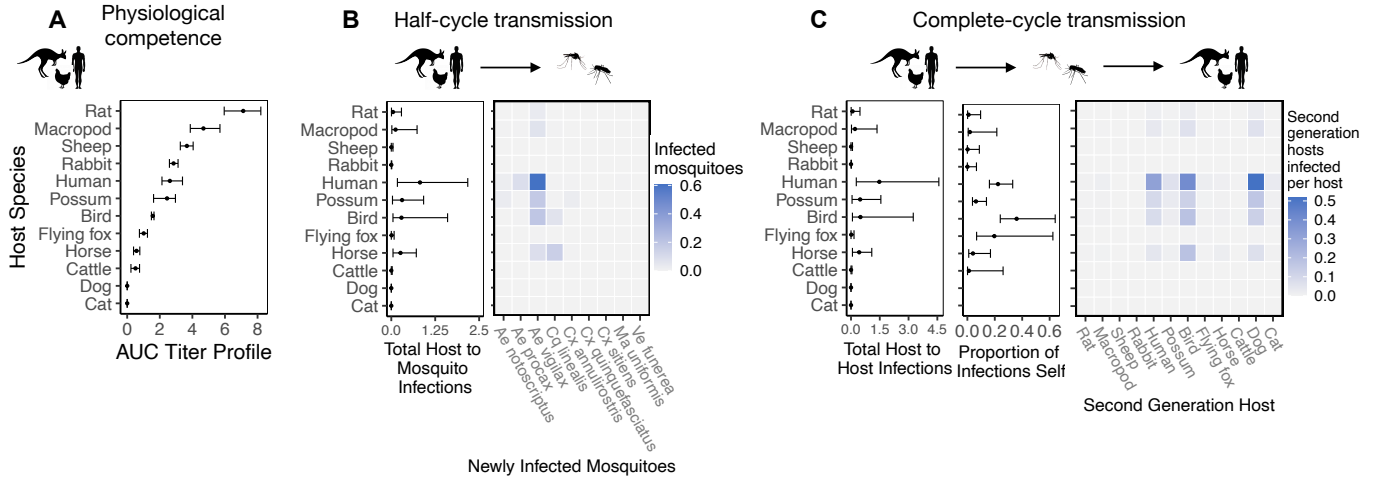 A
Physiological
competence
Host Species
Rat
Macropod
Sheep
Rabbit
Human
Possum
Bird
Flying fox
Horse
Cattle
Dog
Cat
0 2 4 6 8
AUC Titer Profile
B
Half-cycle transmission
Rat
Macropod
Sheep
Rabbit
Human
Possum
Bird
Flying fox
Horse
Cattle
Dog
Cat
0.0 1.25 2.5
Total Host to
Mosquito
Infections
Ae notoscriptus
Ae procax
Ae vigilax
Cq linealis
Cx annulirostris
Cx quinquefasciatus
Cx sitiens
Ma uniformis
Ve funerea
Newly Infected Mosquitoes
Infected
mosquitoes
0.6
0.4
0.2
0.0
C
Complete-cycle transmission
Rat
Macropod
Sheep
Rabbit
Human
Possum
Bird
Flying fox
Horse
Cattle
Dog
Cat
0.0 1.5 3.0 4.5
Total Host to
Host Infections
0.0 0.2 0.4 0.6
Proportion of
Infections Self
Rat
Macropod
Sheep
Rabbit
Human
Possum
Bird
Flying fox
Horse
Cattle
Dog
Cat
Second Generation Host
Second
generation
hosts
infected
per host
0.5
0.4
0.3
0.2
0.1
0.0